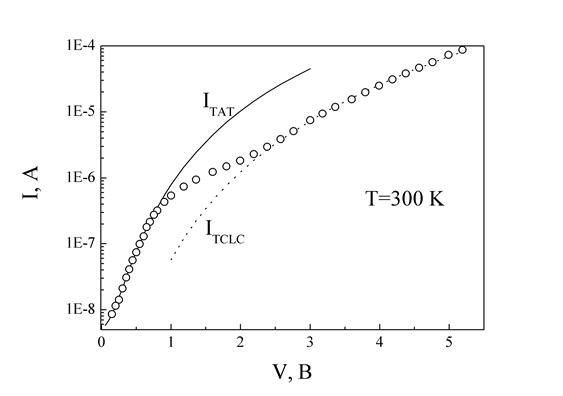 1E-4
1E-5
1E-6
1E-7
1E-8
I, A
I_TAT
I_TCLC
T=300 K
0 1 2 3 4 5
V, B